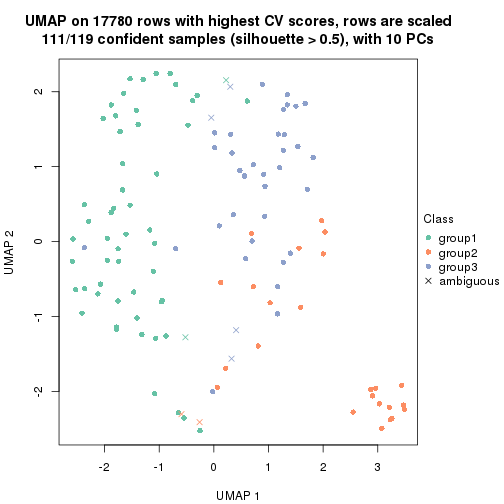 UMAP on 17780 rows with highest CV scores, rows are scaled
111/119 confident samples (silhouette > 0.5), with 10 PCs
2
1
0
-1
-2
UMAP 2
-2
-1
0
1
2
3
UMAP 1
Class
group1
group2
group3
ambiguous